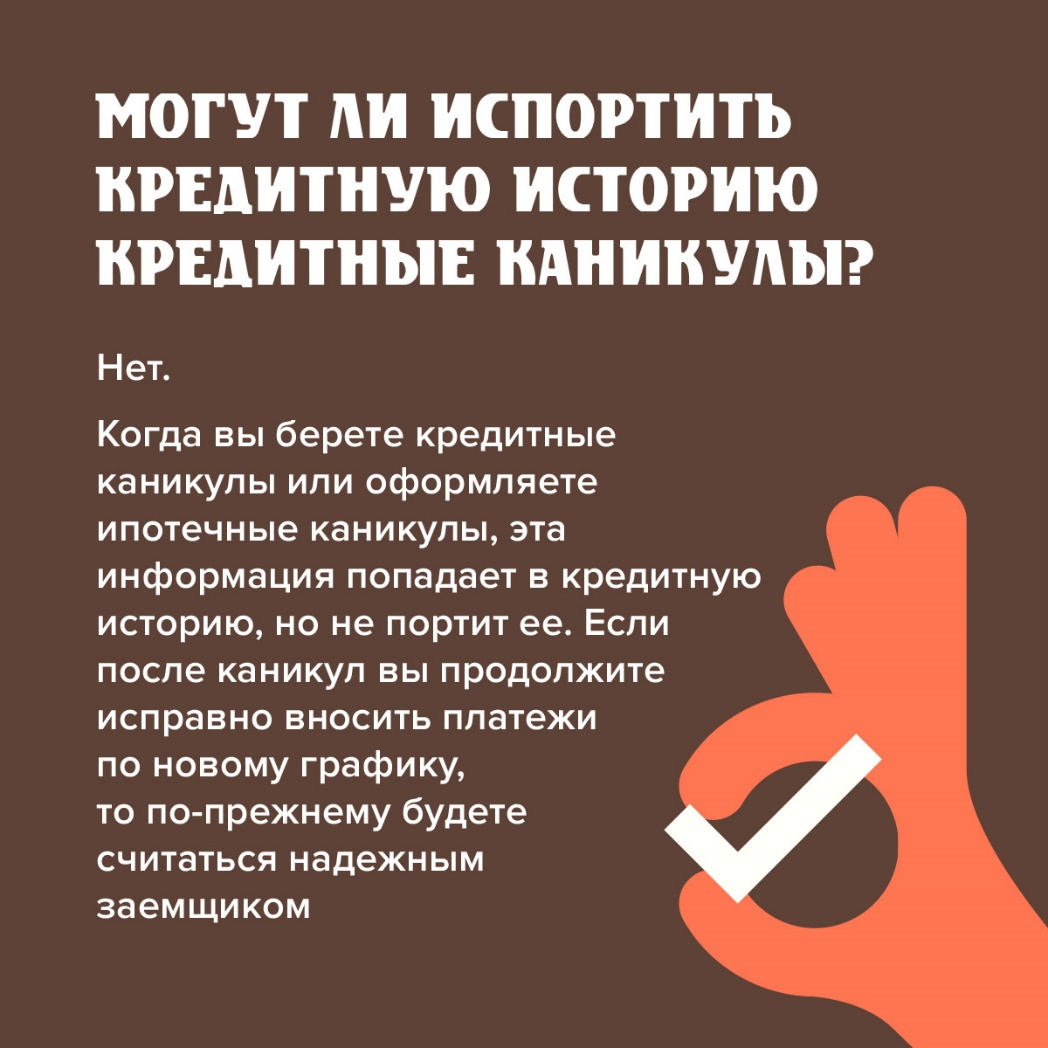 МОГУТ ЛИ ИСПОРТИТЬ
КРЕДИТНУЮ ИСТОРИЮ
КРЕДИТНЫЕ КАНИКУЛЫ?
Нет.
Когда вы берете кредитные
каникулы или оформляете
ипотечные каникулы, эта
информация попадает в кредитную
историю, но не портит ее. Если
после каникул вы продолжите
исправно вносить платежи
по новому графику,
то по-прежнему будете
считаться надежным
заемщиком